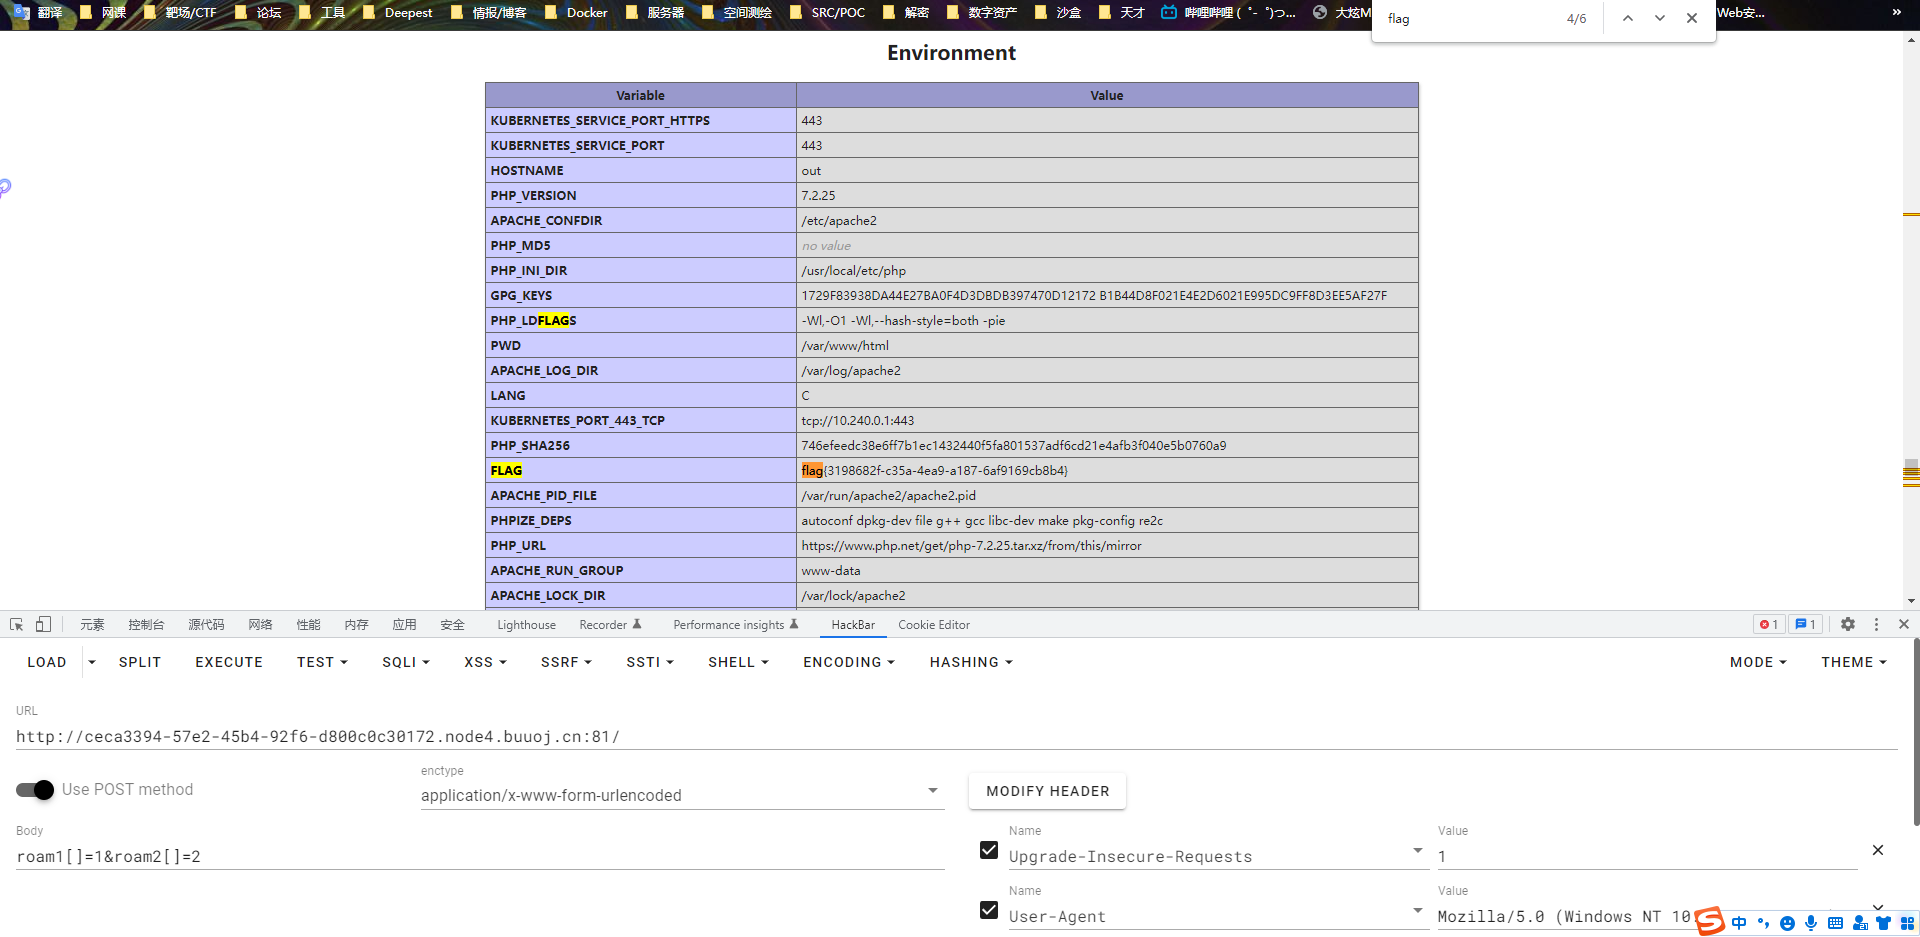 翻译 网课 靶场/CTF 论坛 工具 Deepest 情报/博客 Docker 服务器 空间测绘 SRC/POC 解密 数字资产 沙盒 天才 哔哩哔哩 (゜-゜)つ... 大炫M Web安... »
flag 4/6
Environment
Variable Value
KUBERNETES_SERVICE_PORT_HTTPS 443
KUBERNETES_SERVICE_PORT 443
HOSTNAME out
PHP_VERSION 7.2.25
APACHE_CONFDIR /etc/apache2
PHP_MD5 no value
PHP_INI_DIR /usr/local/etc/php
GPG_KEYS 1729F83938DA44E27BA0F4D3DBDB397470D12172 B1B44D8F021E4E2D6021E995DC9FF8D3EE5AF27F
PHP_LDFLAGS -Wl,-O1 -Wl,--hash-style=both -pie
PWD /var/www/html
APACHE_LOG_DIR /var/log/apache2
LANG C
KUBERNETES_PORT_443_TCP tcp://10.240.0.1:443
PHP_SHA256 746efeedc38e6ff7b1ec1432440f5fa801537adf6cd21e4afb3f040e5b0760a9
FLAG flag{3198682f-c35a-4ea9-a187-6af9169cb8b4}
APACHE_PID_FILE /var/run/apache2/apache2.pid
PHPIZE_DEPS autoconf dpkg-dev file g++ gcc libc-dev make pkg-config re2c
PHP_URL https://www.php.net/get/php-7.2.25.tar.xz/from/this/mirror
APACHE_RUN_GROUP www-data
APACHE_LOCK_DIR /var/lock/apache2
元素 控制台 源代码 网络 性能 内存 应用 安全 Lighthouse Recorder Performance insights HackBar Cookie Editor 1 1
LOAD SPLIT EXECUTE TEST SQLI XSS SSRF SSTI SHELL ENCODING HASHING MODE THEME
URL
http://ceca3394-57e2-45b4-92f6-d800c0c30172.node4.buuoj.cn:81/
Use POST method
enctype
application/x-www-form-urlencoded
MODIFY HEADER
Body
roam1[]=1&roam2[]=2
Name Value
Upgrade-Insecure-Requests 1
Name Value
User-Agent Mozilla/5.0 (Windows NT 10
中